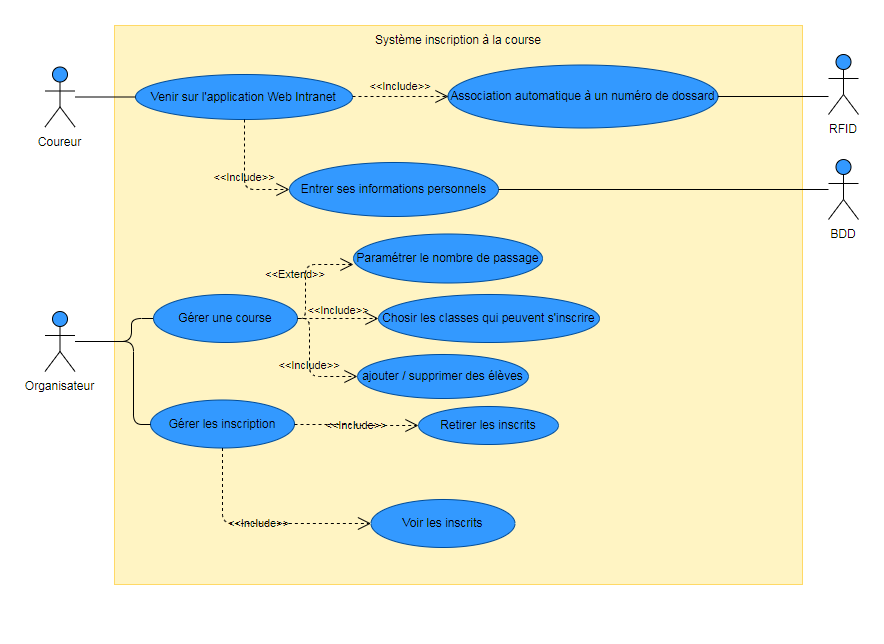 Système inscription à la course
Venir sur l'application Web Intranet
<<Include>>
Association automatique à un numéro de dossard
Coureur
RFID
<<Include>>
Entrer ses informations personnels
BDD
Paramétrer le nombre de passage
<<Extend>>
Gérer une course
<<Include>>
Chosir les classes qui peuvent s'inscrire
<<Include>>
ajouter / supprimer des élèves
Organisateur
Gérer les inscription
<<Include>>
Retirer les inscrits
<<Include>>
Voir les inscrits